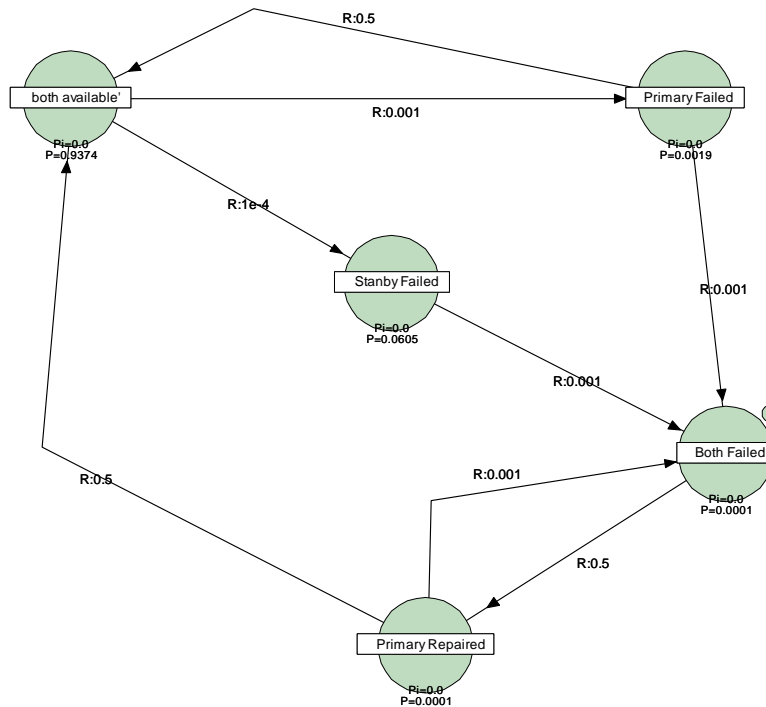 R:0.5
both available'
Primary Failed
R:0.001
Pi=0.0
P=0.9374
Pi=0.0
P=0.0019
R:1e-4
Stanby Failed
R:0.001
Pi=0.0
P=0.0605
R:0.001
Both Failed
R:0.001
R:0.5
Pi=0.0
P=0.0001
R:0.5
Primary Repaired
Pi=0.0
P=0.0001